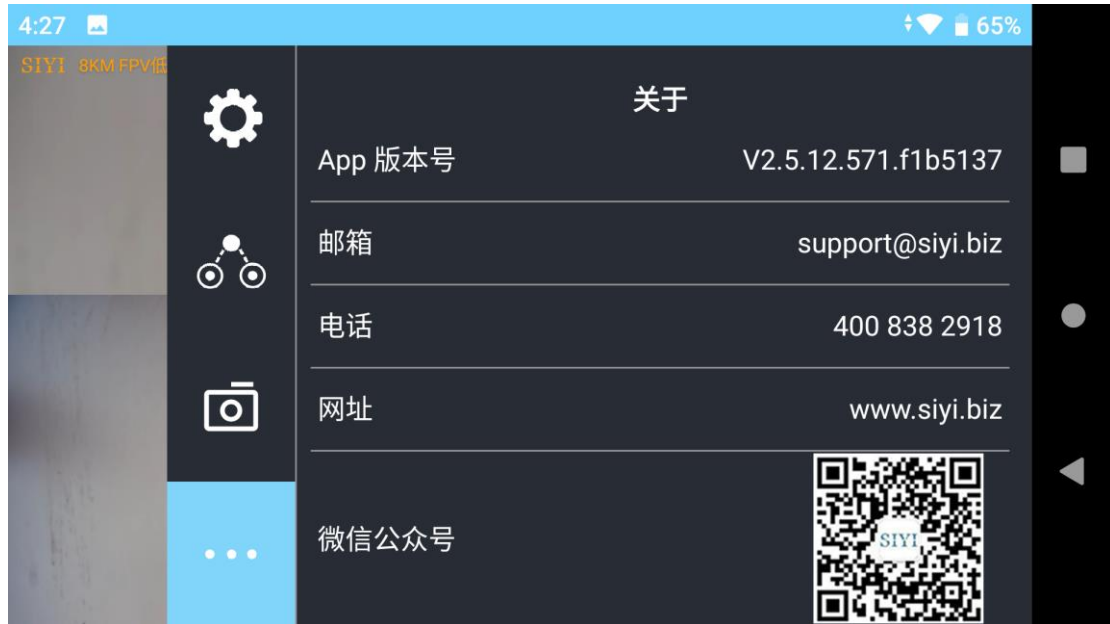 4:27
65%
SIYI 8KM FPV低
关于
App 版本号 V2.5.12.571.f1b5137
邮箱 support@siyi.biz
电话 400 838 2918
网址 www.siyi.biz
微信公众号
SIYI